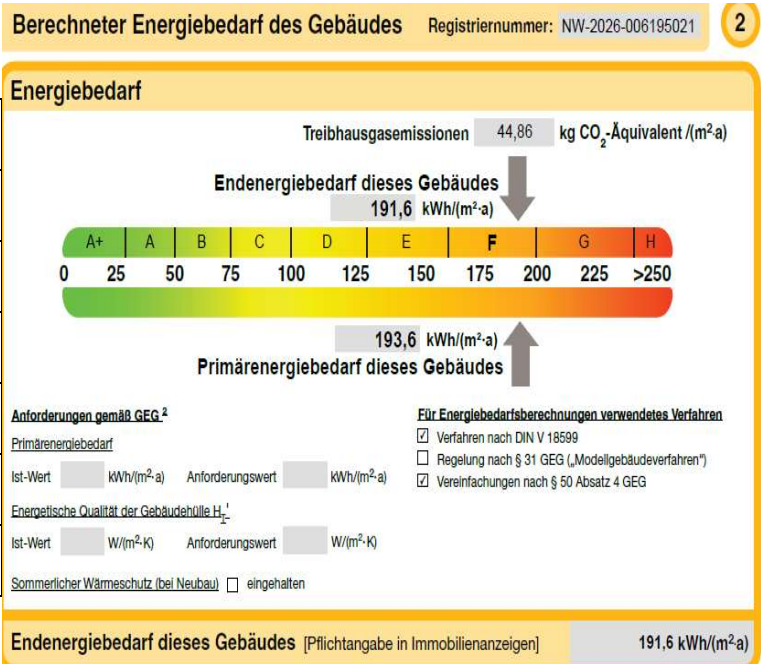 Berechneter Energiebedarf des Gebäudes Registriernummer: NW-2026-006195021 2
Energiebedarf
Treibhausgasemissionen 44,86 kg CO2-Äquivalent /(m²·a)
Endenergiebedarf dieses Gebäudes
191,6 kWh/(m²·a)
A+ A B C D E F G H
0 25 50 75 100 125 150 175 200 225 >250
193,6 kWh/(m²·a)
Primärenergiebedarf dieses Gebäudes
Anforderungen gemäß GEG 2
Primärenergiebedarf
Ist-Wert kWh/(m²·a) Anforderungswert kWh/(m²·a)
Energetische Qualität der Gebäudehülle HT'
Ist-Wert W/(m²·K) Anforderungswert W/(m²·K)
Sommerlicher Wärmeschutz (bei Neubau) ☐ eingehalten
Für Energiebedarfsberechnungen verwendetes Verfahren
☑ Verfahren nach DIN V 18599
☐ Regelung nach § 31 GEG („Modellgebäudeverfahren")
☑ Vereinfachungen nach § 50 Absatz 4 GEG
Endenergiebedarf dieses Gebäudes [Pflichtangabe in Immobilienanzeigen] 191,6 kWh/(m²·a)